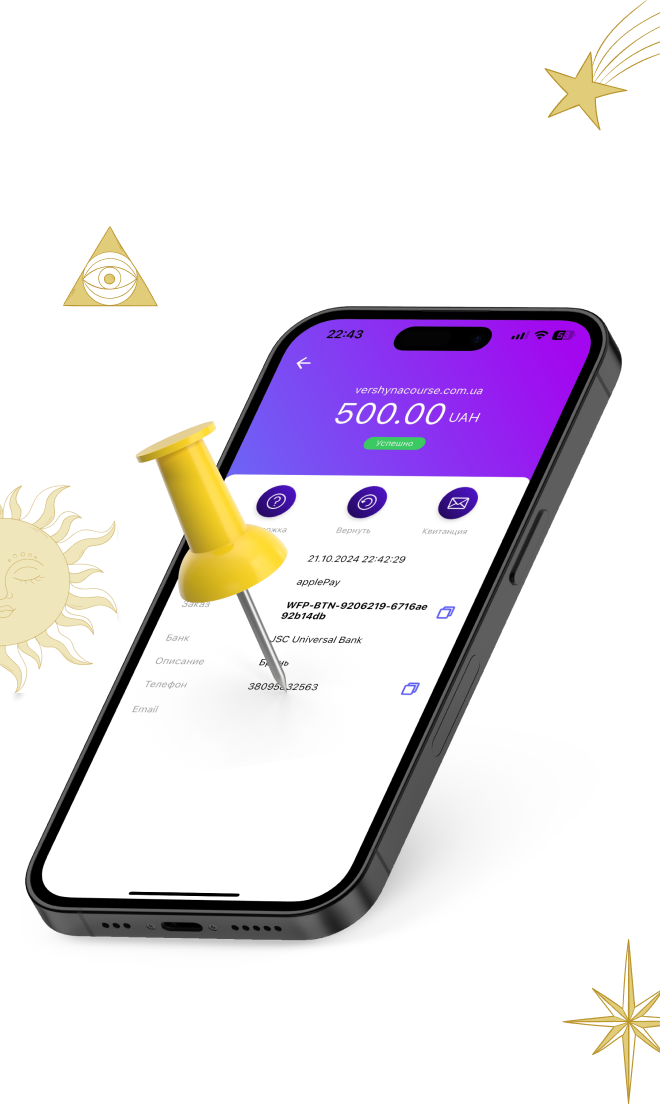 22:43
vershynacourse.com.ua
500.00 UAH
Успешно
Вернуть
Квитанция
21.10.2024 22:42:29
applePay
Заказ WFP-BTN-9206219-6716ae
92b14db
Банк JSC Universal Bank
Описание
Телефон
Email